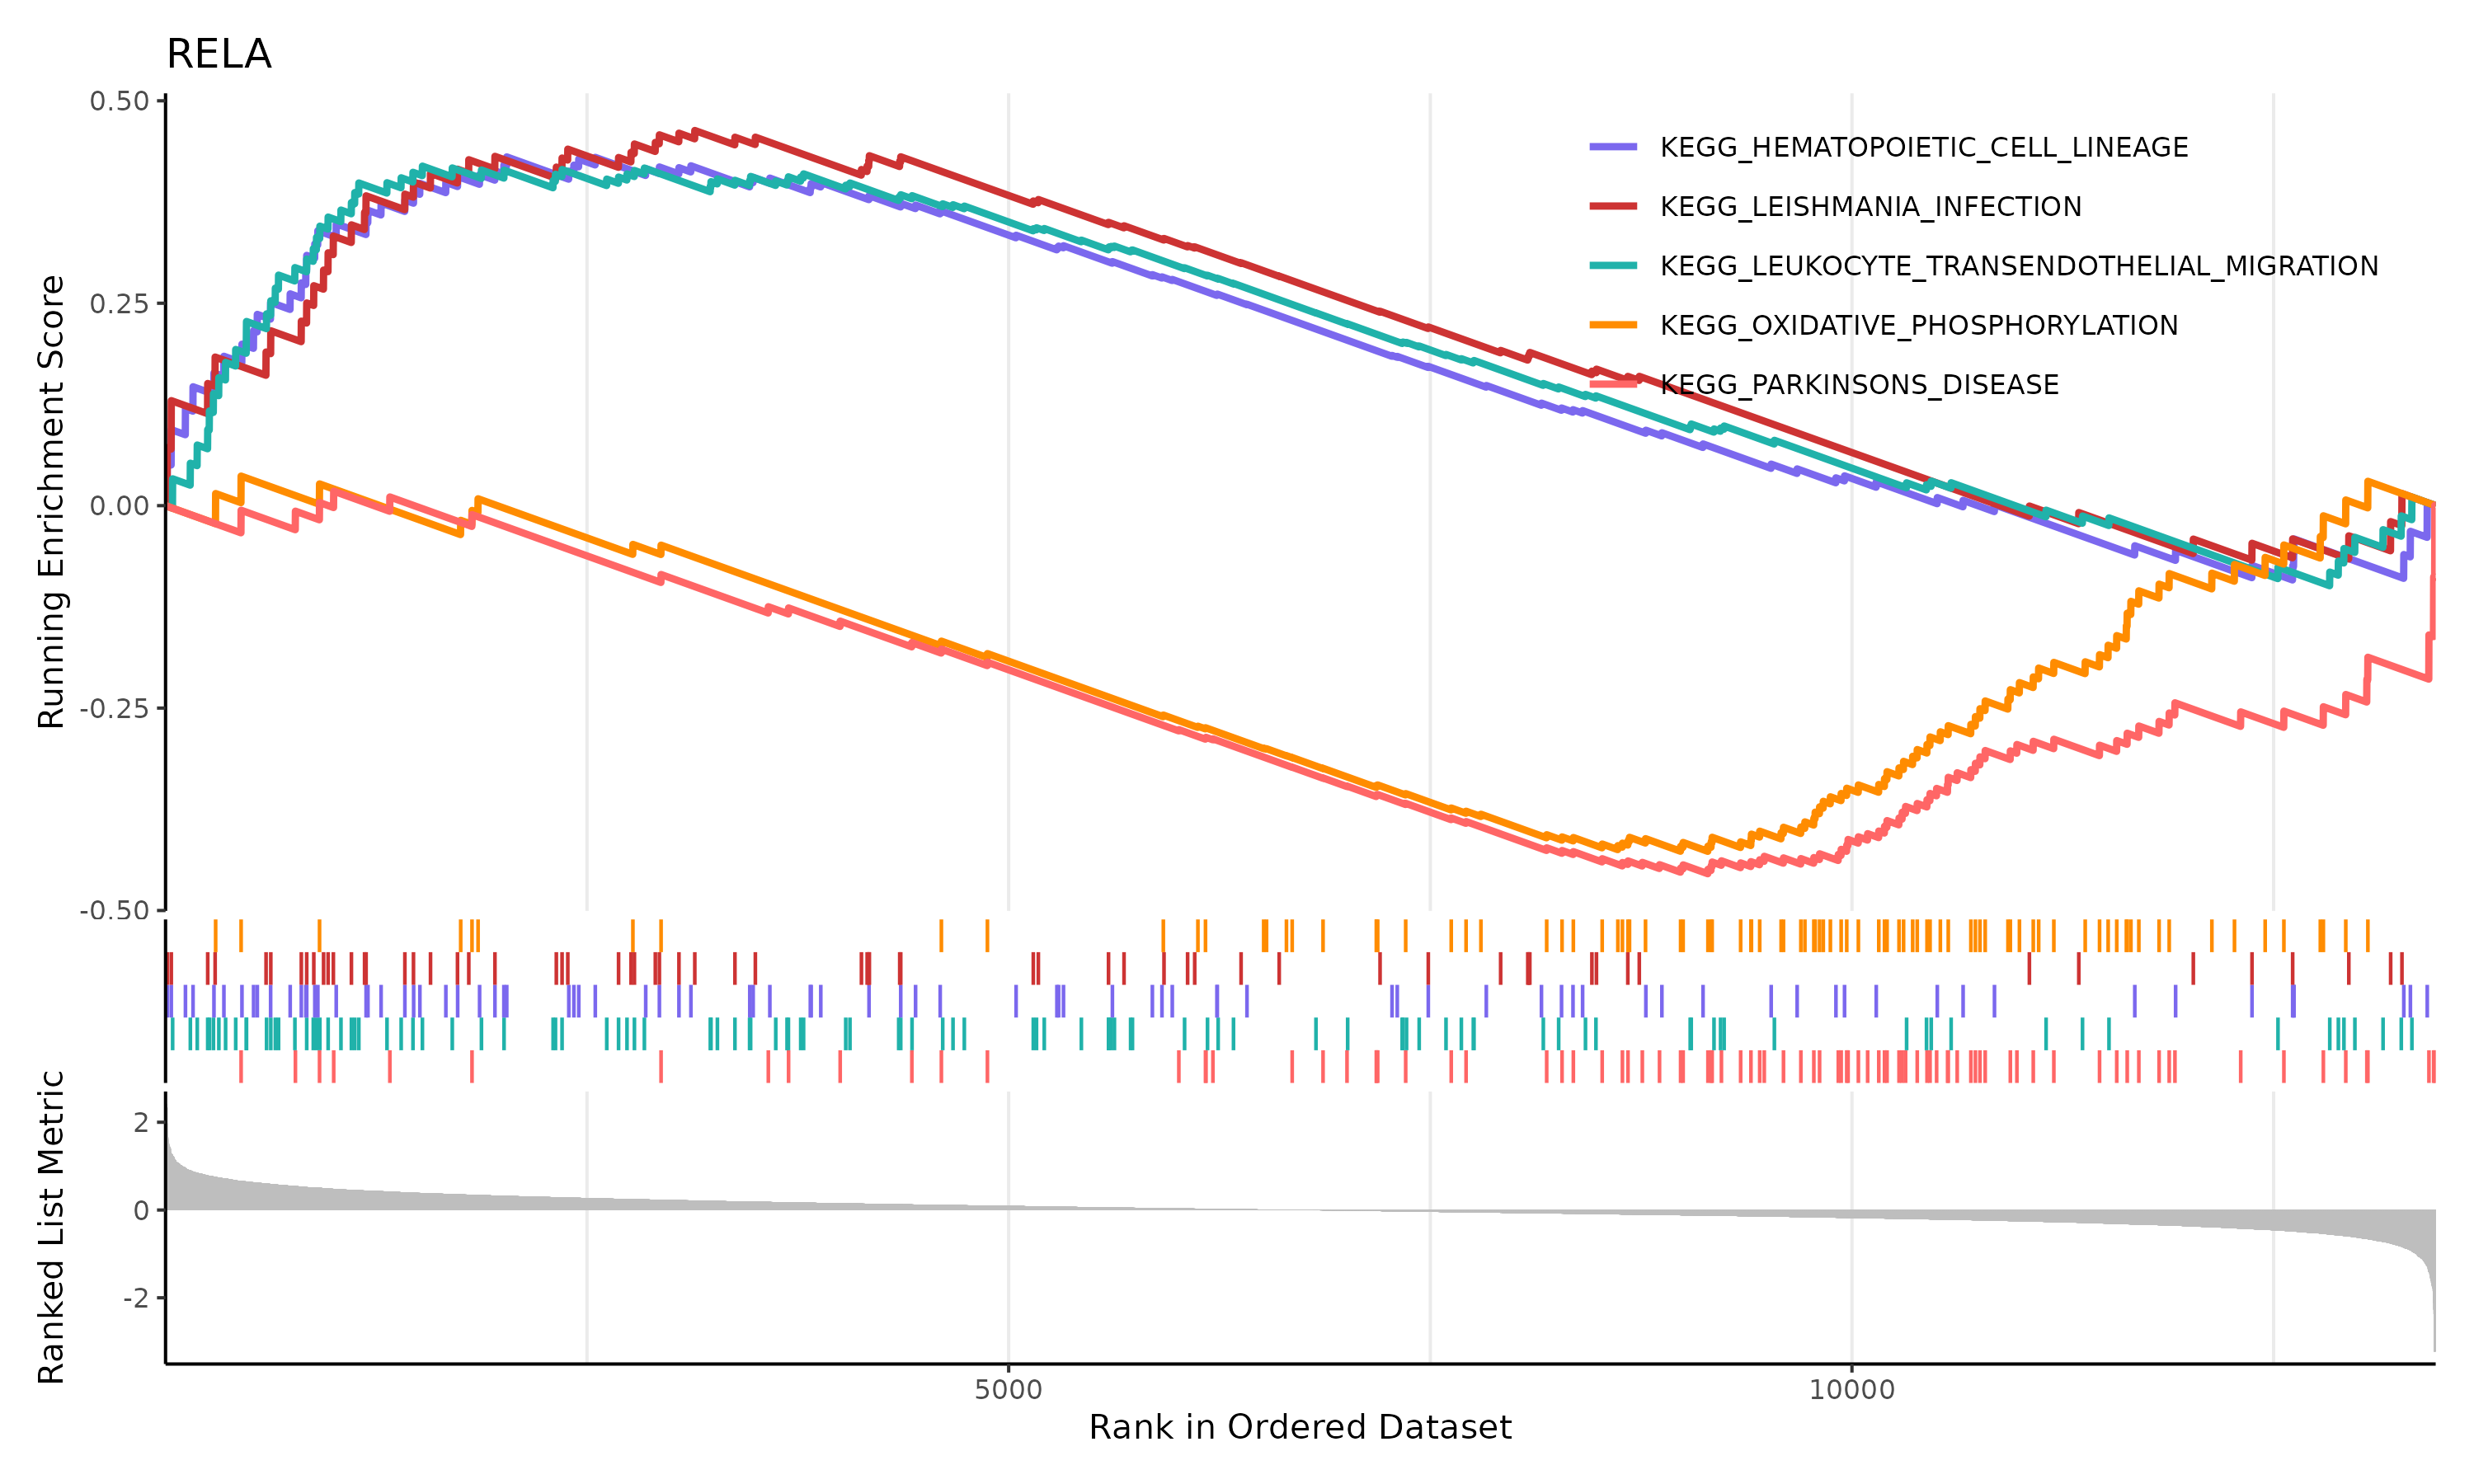 RELA
0.50
0.25
0.00
-0.25
-0.50
Running Enrichment Score
KEGG_HEMATOPOIETIC_CELL_LINEAGE
KEGG_LEISHMANIA_INFECTION
KEGG_LEUKOCYTE_TRANSENDOTHELIAL_MIGRATION
KEGG_OXIDATIVE_PHOSPHORYLATION
KEGG_PARKINSONS_DISEASE
2
0
-2
Ranked List Metric
5000
10000
Rank in Ordered Dataset